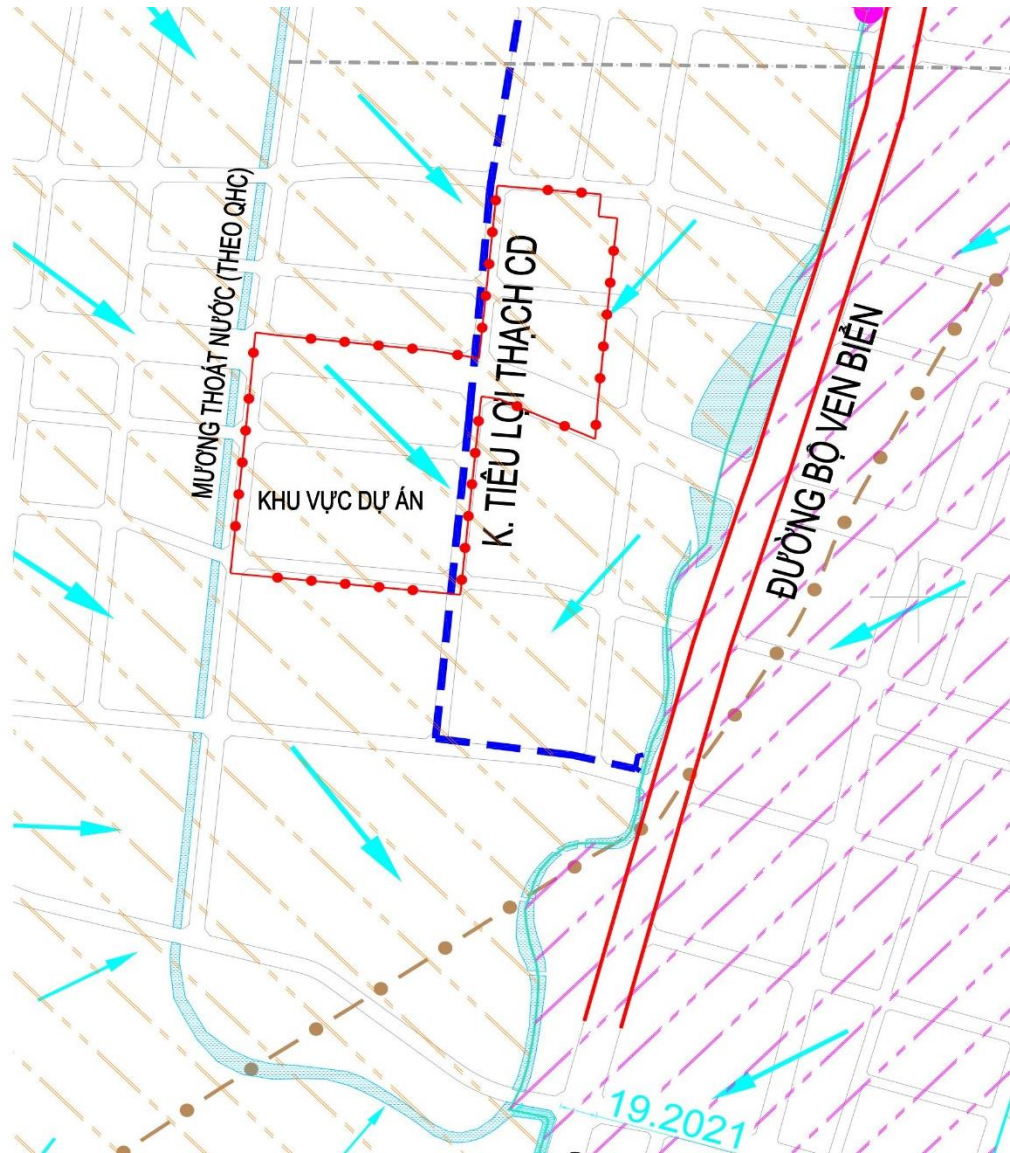 MƯƠNG THOÁT NƯỚC (THEO QHC)
K. TIÊU LỢI THẠCH CD
ĐƯỜNG BỘ VEN BIỂN
KHU VỰC DỰ ÁN
19.2021